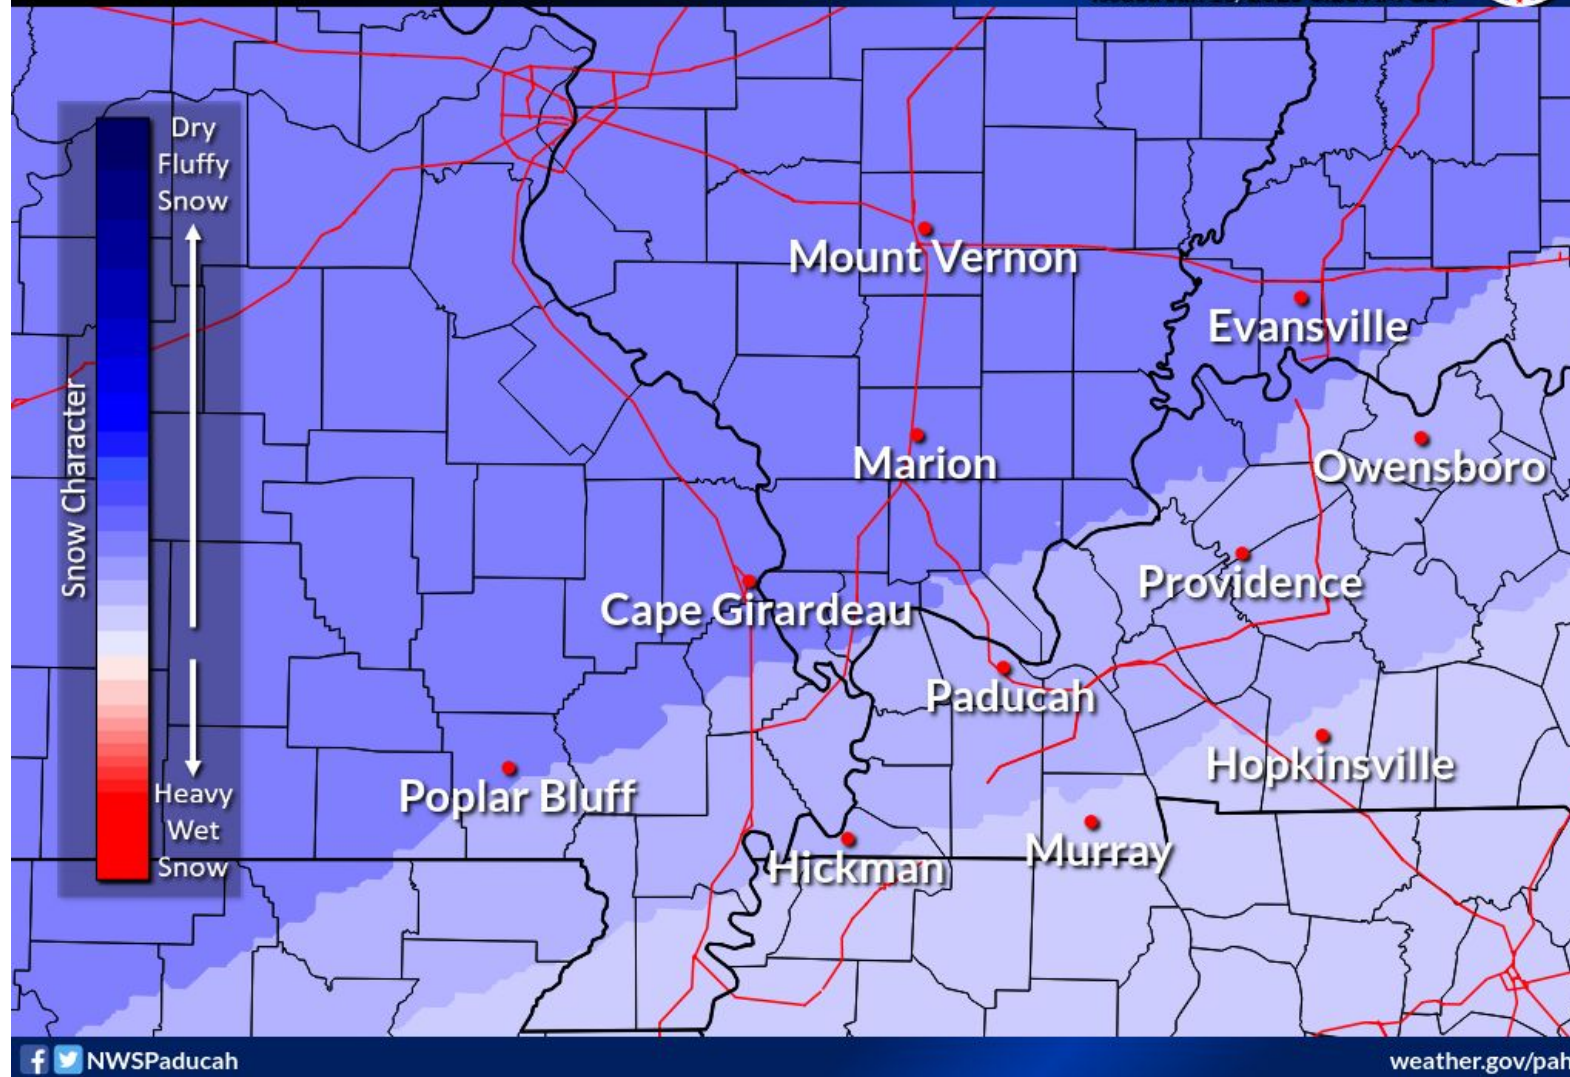 Dry
Fluffy
Snow
Snow Character
Heavy
Wet
Snow
Mount Vernon
Evansville
Marion
Owensboro
Providence
Cape Girardeau
Paducah
Hopkinsville
Poplar Bluff
Murray
Hickman
NWSPaducah
weather.gov/pah